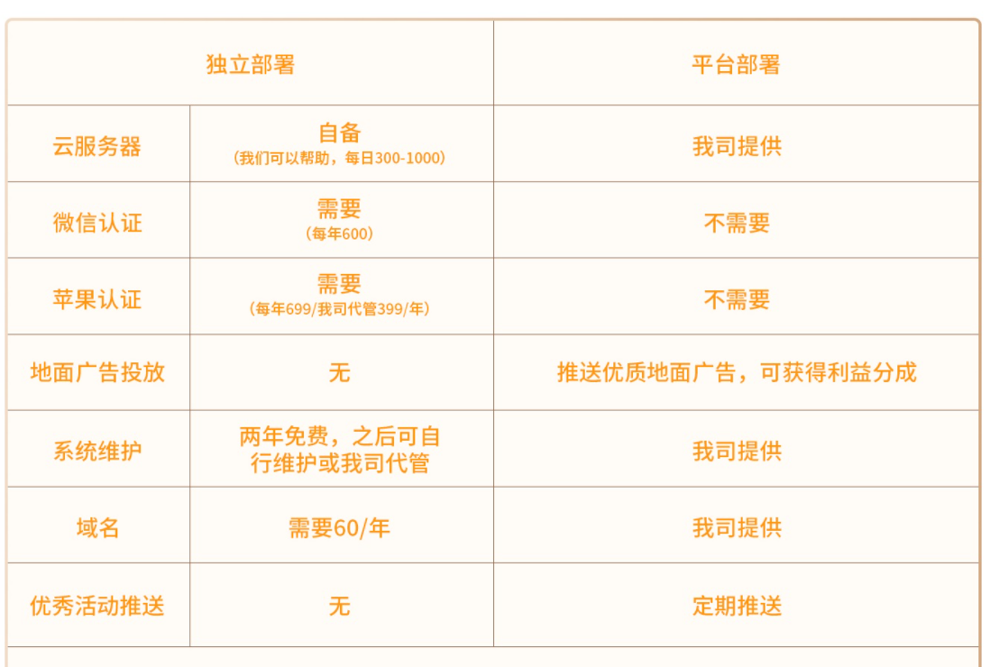 独立部署
平台部署
云服务器
自备
（我们可以帮助，每日300-1000）
我司提供
微信认证
需要
（每年600）
不需要
苹果认证
需要
（每年699/我司代管399/年）
不需要
地面广告投放
无
推送优质地面广告，可获得利益分成
系统维护
两年免费，之后可自
行维护或我司代管
我司提供
域名
需要60/年
我司提供
优秀活动推送
无
定期推送